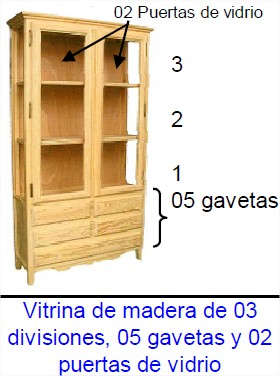 02 Puertas de vidrio
3
2
1
05 gavetas
Vitrina de madera de 03
divisiones, 05 gavetas y 02
puertas de vidrio